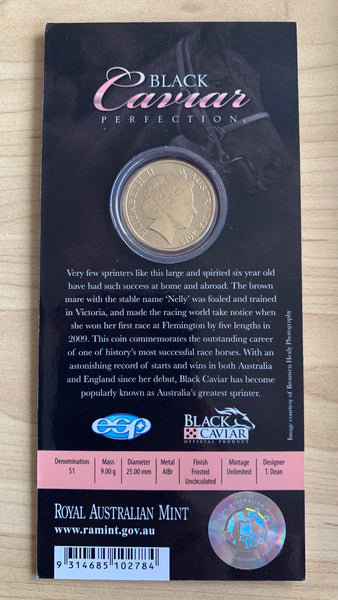 BLACK
Caviar
PERFECTION
ELIZABETH II AUSTRALIA 2013
Very few sprinters like this large and spirited six year old
have had such success at home and abroad. The brown
mare with the stable name ‘Nelly’ was foaled and trained
in Victoria, and made the racing world take notice when
she won her first race at Flemington by five lengths in
2009. This coin commemorates the outstanding career
of one of history’s most successful race horses. With an
astonishing record of starts and wins in both Australia
and England since her debut, Black Caviar has become
popularly known as Australia’s greatest sprinter.
Image courtesy of Bronwen Healy Photography
BLACK
CAVIAR
OFFICIAL PRODUCT
Denomination Mass Diameter Metal Finish Mintage Designer
$1 9.00 g 25.00 mm AlBr Frosted Unlimited T. Dean
Uncirculated
ROYAL AUSTRALIAN MINT
www.ramint.gov.au
9 314685 102784